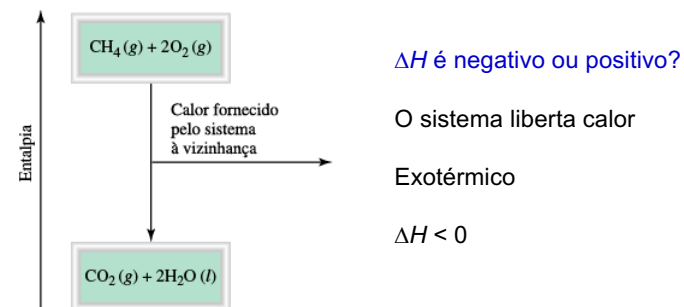 CH₄ (g) + 2O₂ (g)
Calor fornecido
pelo sistema
à vizinhança
Entalpia
CO₂ (g) + 2H₂O (l)
ΔH é negativo ou positivo?
O sistema liberta calor
Exotérmico
ΔH < 0